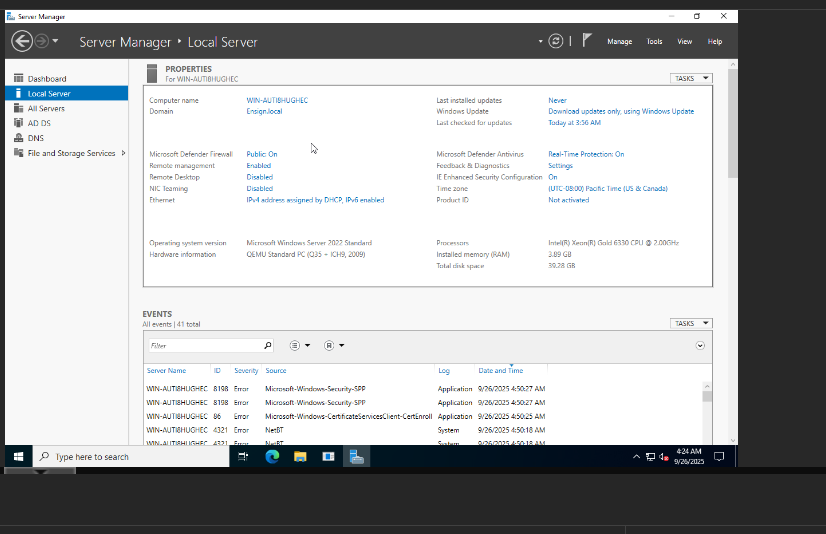 Server Manager
Server Manager • Local Server
Manage Tools View Help
Dashboard
Local Server
All Servers
AD DS
DNS
File and Storage Services
PROPERTIES
For WIN-AUTI8HUGHEC
TASKS
Computer name WIN-AUTI8HUGHEC Last installed updates Never
Domain Ensign.local Windows Update Download updates only, using Windows Update
Last checked for updates Today at 3:56 AM
Microsoft Defender Firewall Public: On Microsoft Defender Antivirus Real-Time Protection: On
Remote management Enabled Feedback & Diagnostics Settings
Remote Desktop Disabled IE Enhanced Security Configuration On
NIC Teaming Disabled Time zone (UTC-08:00) Pacific Time (US & Canada)
Ethernet IPv4 address assigned by DHCP, IPv6 enabled Product ID Not activated
Operating system version Microsoft Windows Server 2022 Standard Processors Intel(R) Xeon(R) Gold 6330 CPU @ 2.00GHz
Hardware information QEMU Standard PC (Q35 + ICH9, 2009) Installed memory (RAM) 3.89 GB
Total disk space 39.28 GB
EVENTS
All events | 41 total
TASKS
Filter
Server Name ID Severity Source Log Date and Time
WIN-AUTI8HUGHEC 8198 Error Microsoft-Windows-Security-SPP Application 9/26/2025 4:50:27 AM
WIN-AUTI8HUGHEC 8198 Error Microsoft-Windows-Security-SPP Application 9/26/2025 4:50:27 AM
WIN-AUTI8HUGHEC 86 Error Microsoft-Windows-CertificateServicesClient-CertEnroll Application 9/26/2025 4:50:25 AM
WIN-AUTI8HUGHEC 4321 Error NetBT System 9/26/2025 4:50:18 AM
WIN-AUTI8HUGHEC 4321 Error NetBT System 9/26/2025 4:50:18 AM
Type here to search
4:24 AM
9/26/2025